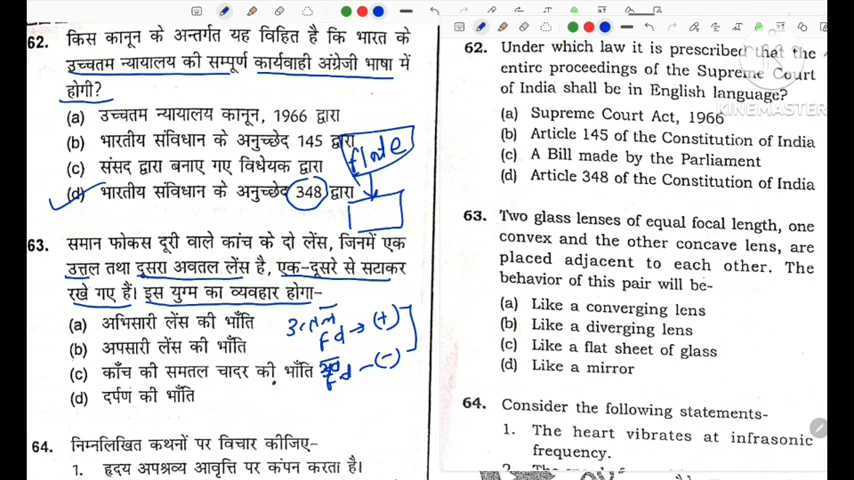 62. किस कानून के अन्तर्गत यह विहित है कि भारत के
उच्चतम न्यायालय की सम्पूर्ण कार्यवाही अंग्रेजी भाषा में
होगी?
(a) उच्चतम न्यायालय कानून, 1966 द्वारा
(b) भारतीय संविधान के अनुच्छेद 145 द्वारा
(c) संसद द्वारा बनाए गए विधेयक द्वारा
(d) भारतीय संविधान के अनुच्छेद 348 द्वारा
63. समान फोकस दूरी वाले कांच के दो लेंस, जिनमें एक
उत्तल तथा दूसरा अवतल लेंस है, एक-दूसरे से सटाकर
रखे गए हैं। इस युग्म का व्यवहार होगा-
(a) अभिसारी लेंस की भाँति
(b) अपसारी लेंस की भाँति
(c) काँच की समतल चादर की भाँति
(d) दर्पण की भाँति
उत्तल
fd → (+)
fd - (-)
64. निम्नलिखित कथनों पर विचार कीजिए-
1. हृदय अपश्रव्य आवृत्ति पर कंपन करता है।
62. Under which law it is prescribed that the
entire proceedings of the Supreme Court
of India shall be in English language?
KINEMASTER
(a) Supreme Court Act, 1966
(b) Article 145 of the Constitution of India
(c) A Bill made by the Parliament
(d) Article 348 of the Constitution of India
63. Two glass lenses of equal focal length, one
convex and the other concave lens, are
placed adjacent to each other. The
behavior of this pair will be-
(a) Like a converging lens
(b) Like a diverging lens
(c) Like a flat sheet of glass
(d) Like a mirror
64. Consider the following statements-
1. The heart vibrates at infrasonic
frequency.